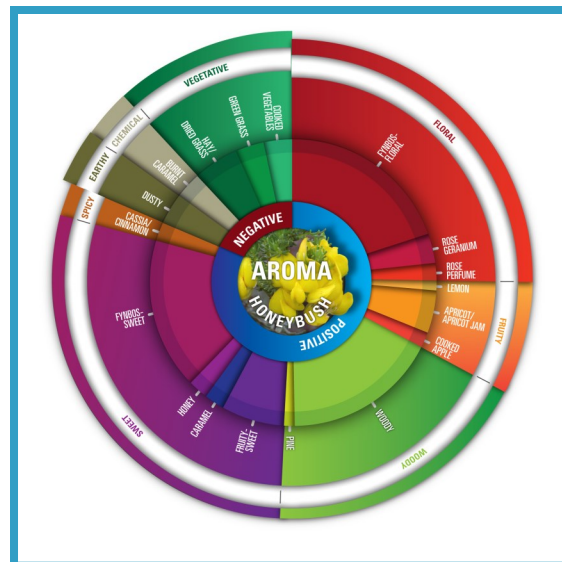 AROMA
HONEYBUSH
POSITIVE
NEGATIVE
FLORAL
FYNBOS-
FLORAL
ROSE
GERANIUM
ROSE
PERFUME
FRUITY
LEMON
APRICOT/
APRICOT JAM
COOKED
APPLE
WOODY
WOODY
PINE
SWEET
FRUITY-
SWEET
CARAMEL
HONEY
FYNBOS-
SWEET
SPICY
CASSIA/
CINNAMON
EARTHY
DUSTY
CHEMICAL
BURNT
CARAMEL
VEGETATIVE
HAY/
DRIED GRASS
GREEN GRASS
COOKED
VEGETABLES